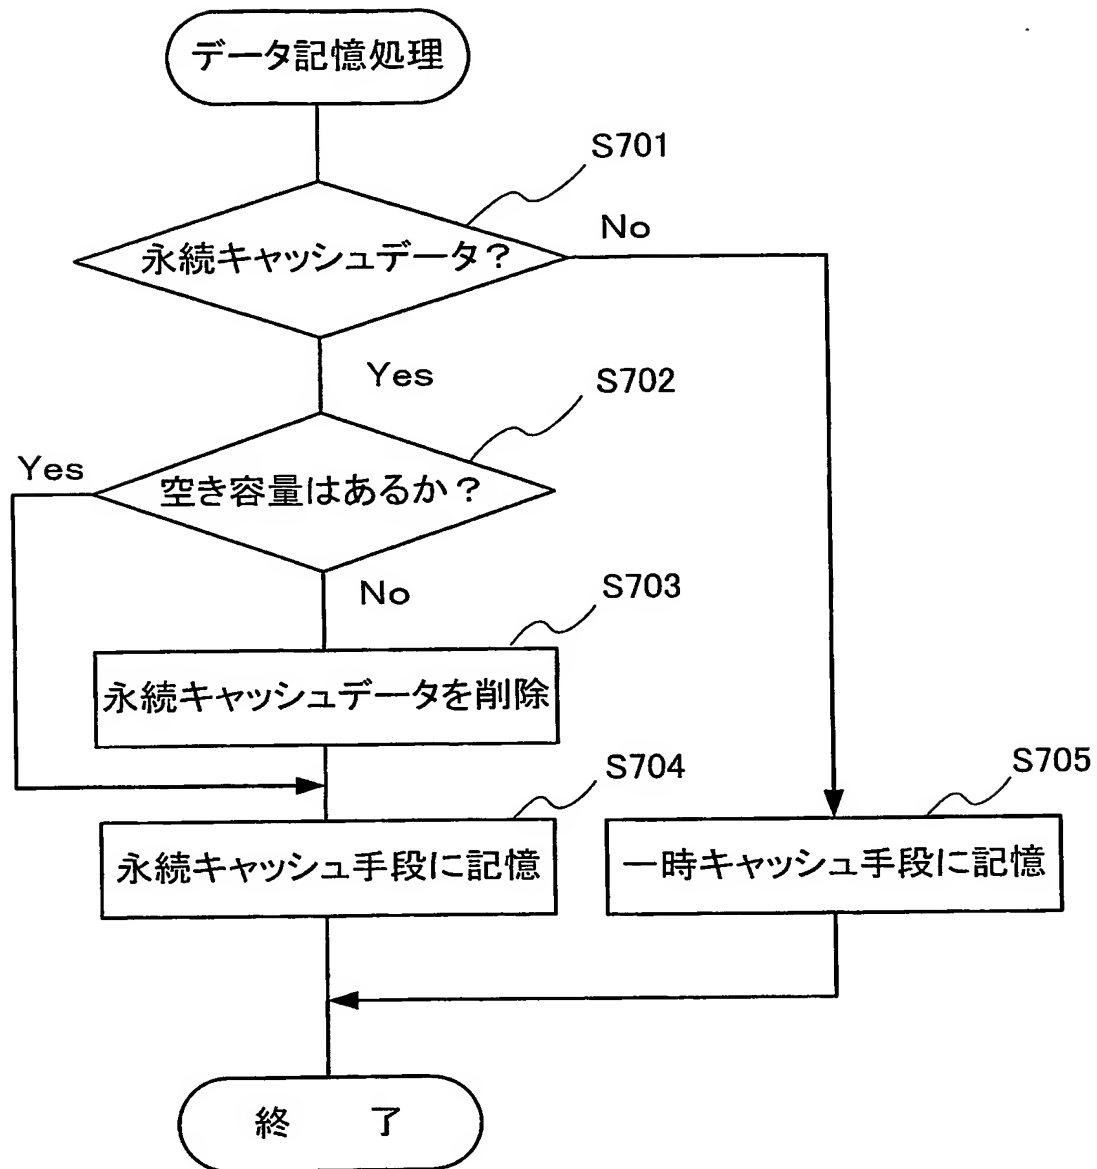 データ記憶処理
S701
永続キャッシュデータ？
No
Yes
S702
Yes
空き容量はあるか？
No
S703
永続キャッシュデータを削除
S704
S705
永続キャッシュ手段に記憶
一時キャッシュ手段に記憶
終　了